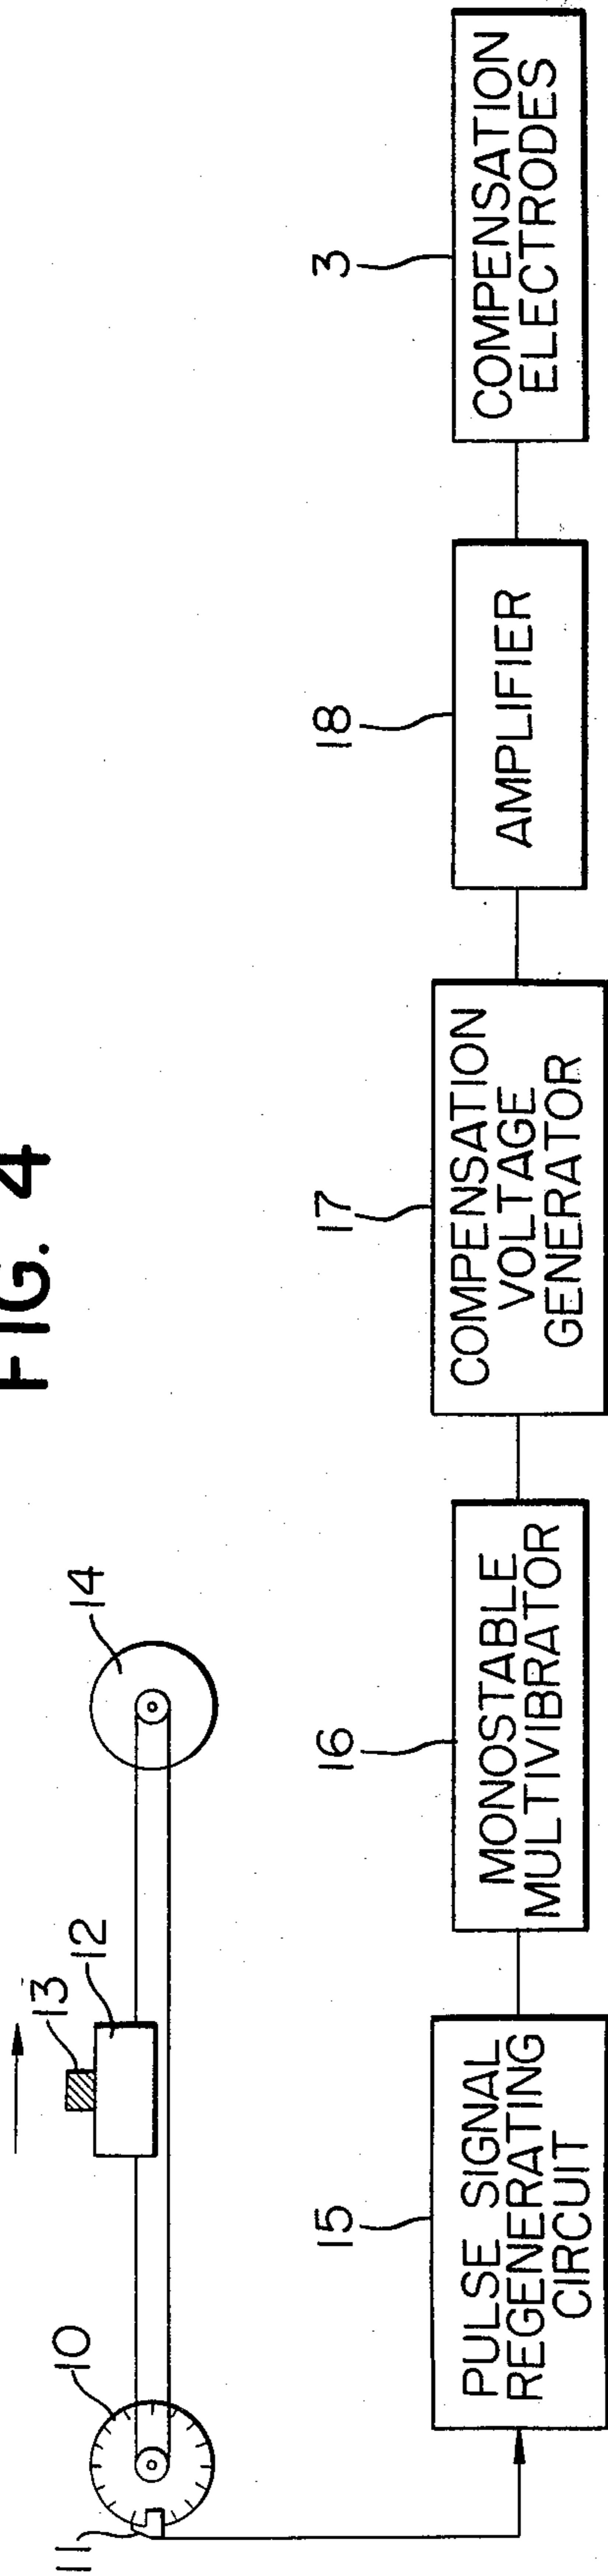 FIG. 4
10
11
12
13
14
15
PULSE SIGNAL
REGENERATING
CIRCUIT
16
MONOSTABLE
MULTIVIBRATOR
17
COMPENSATION
VOLTAGE
GENERATOR
18
AMPLIFIER
3
COMPENSATION
ELECTRODES